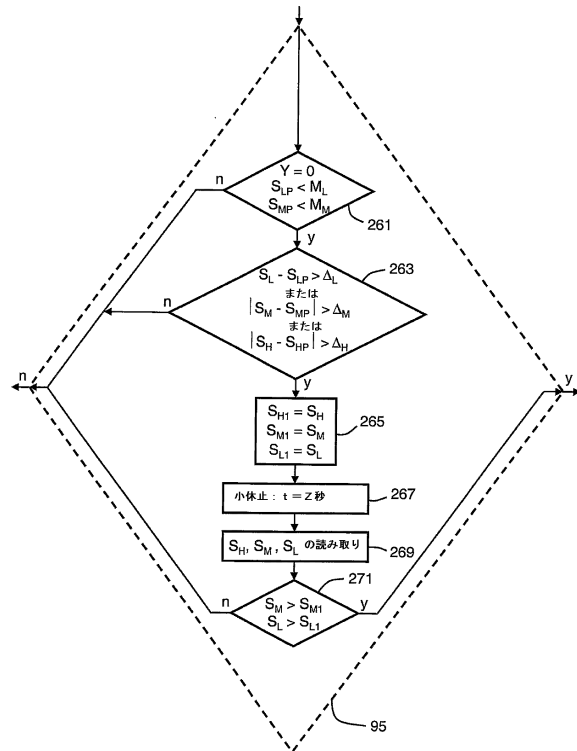 n
Y = 0
S_LP < M_L
S_MP < M_M
261
y
263
S_L - S_LP > Δ_L
または
n
|S_M - S_MP| > Δ_M
または
|S_H - S_HP| > Δ_H
n
y
y
S_H1 = S_H
S_M1 = S_M
S_L1 = S_L
265
小休止: t = Z 秒
267
S_H, S_M, S_L の読み取り
269
271
n
S_M > S_M1
y
S_L > S_L1
95